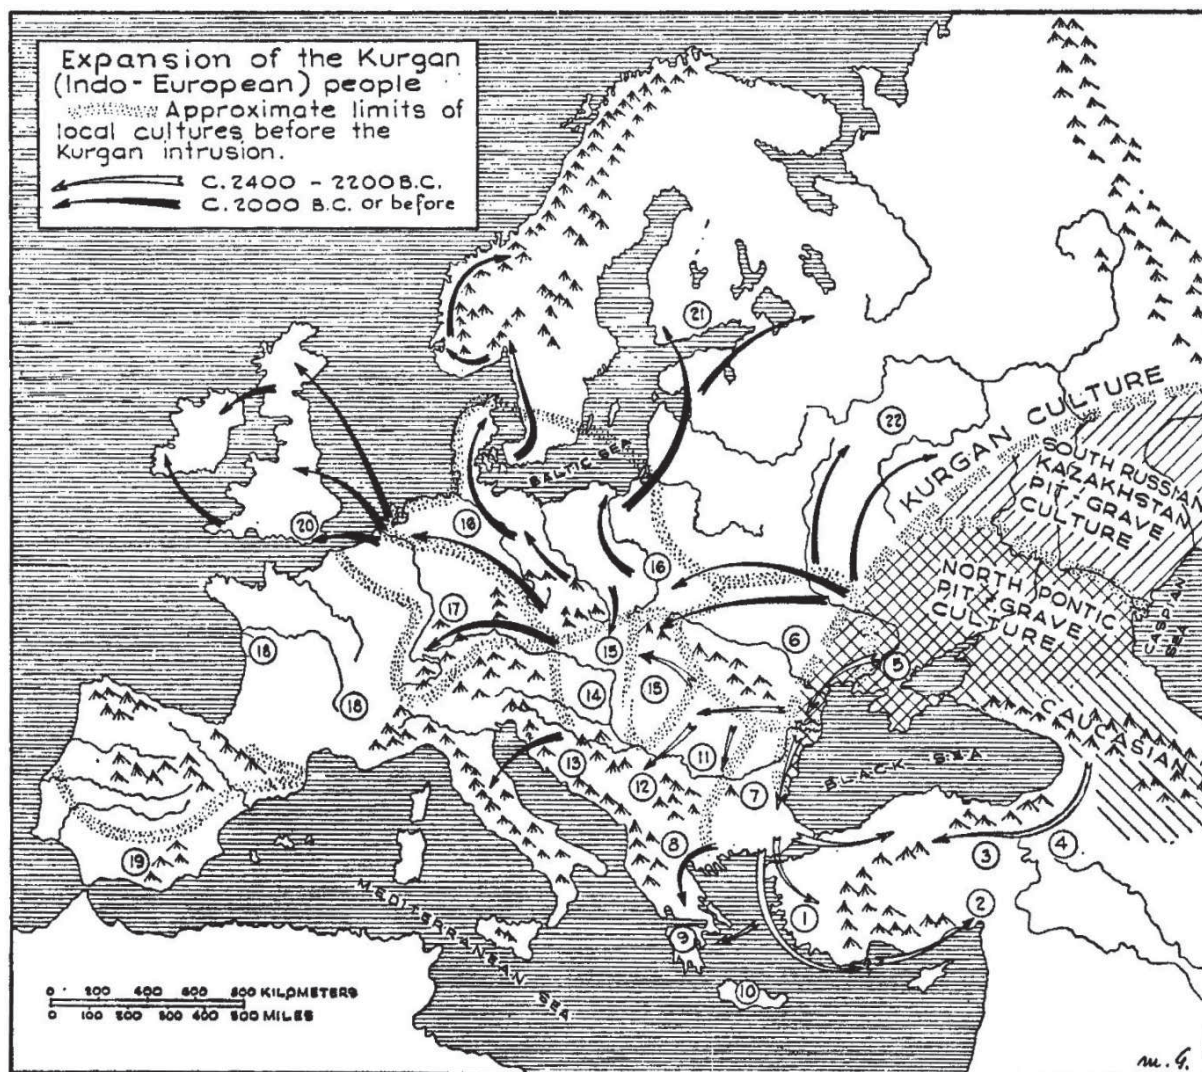 Expansion of the Kurgan
(Indo-European) people
Approximate limits of
local cultures before the
Kurgan intrusion.
C.2400 - 2200 B.C.
C.2000 B.C. or before
21
22
KURGAN CULTURE
SOUTH RUSSIAN
KAZAKHSTAN
PIT-GRAVE
CULTURE
BALTIC SEA
20
18
16
NORTH PONTIC
PIT-GRAVE
CULTURE
CASPIAN
SEA
17
6
18
15
5
14
15
18
CAUCASIAN
11
13
12
7
BLACK SEA
8
19
4
3
MEDITERRANEAN SEA
1
2
9
10
0 200 400 600 800 KILOMETERS
0 100 200 300 400 500 MILES
m. G.